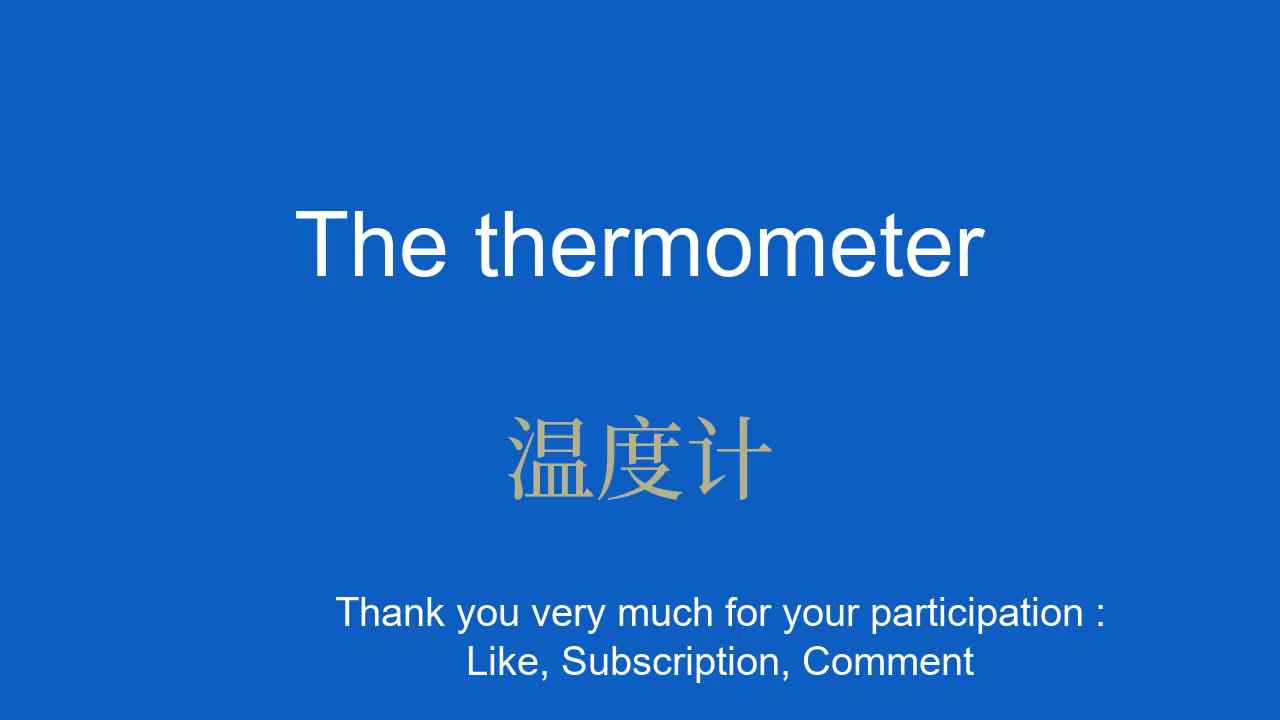 The thermometer
温度计
Thank you very much for your participation :
Like, Subscription, Comment